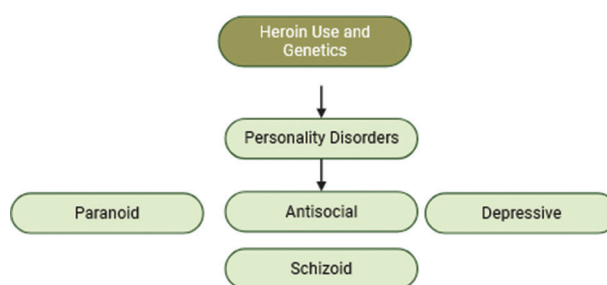 Heroin Use and
Genetics
Personality Disorders
Paranoid
Antisocial
Depressive
Schizoid